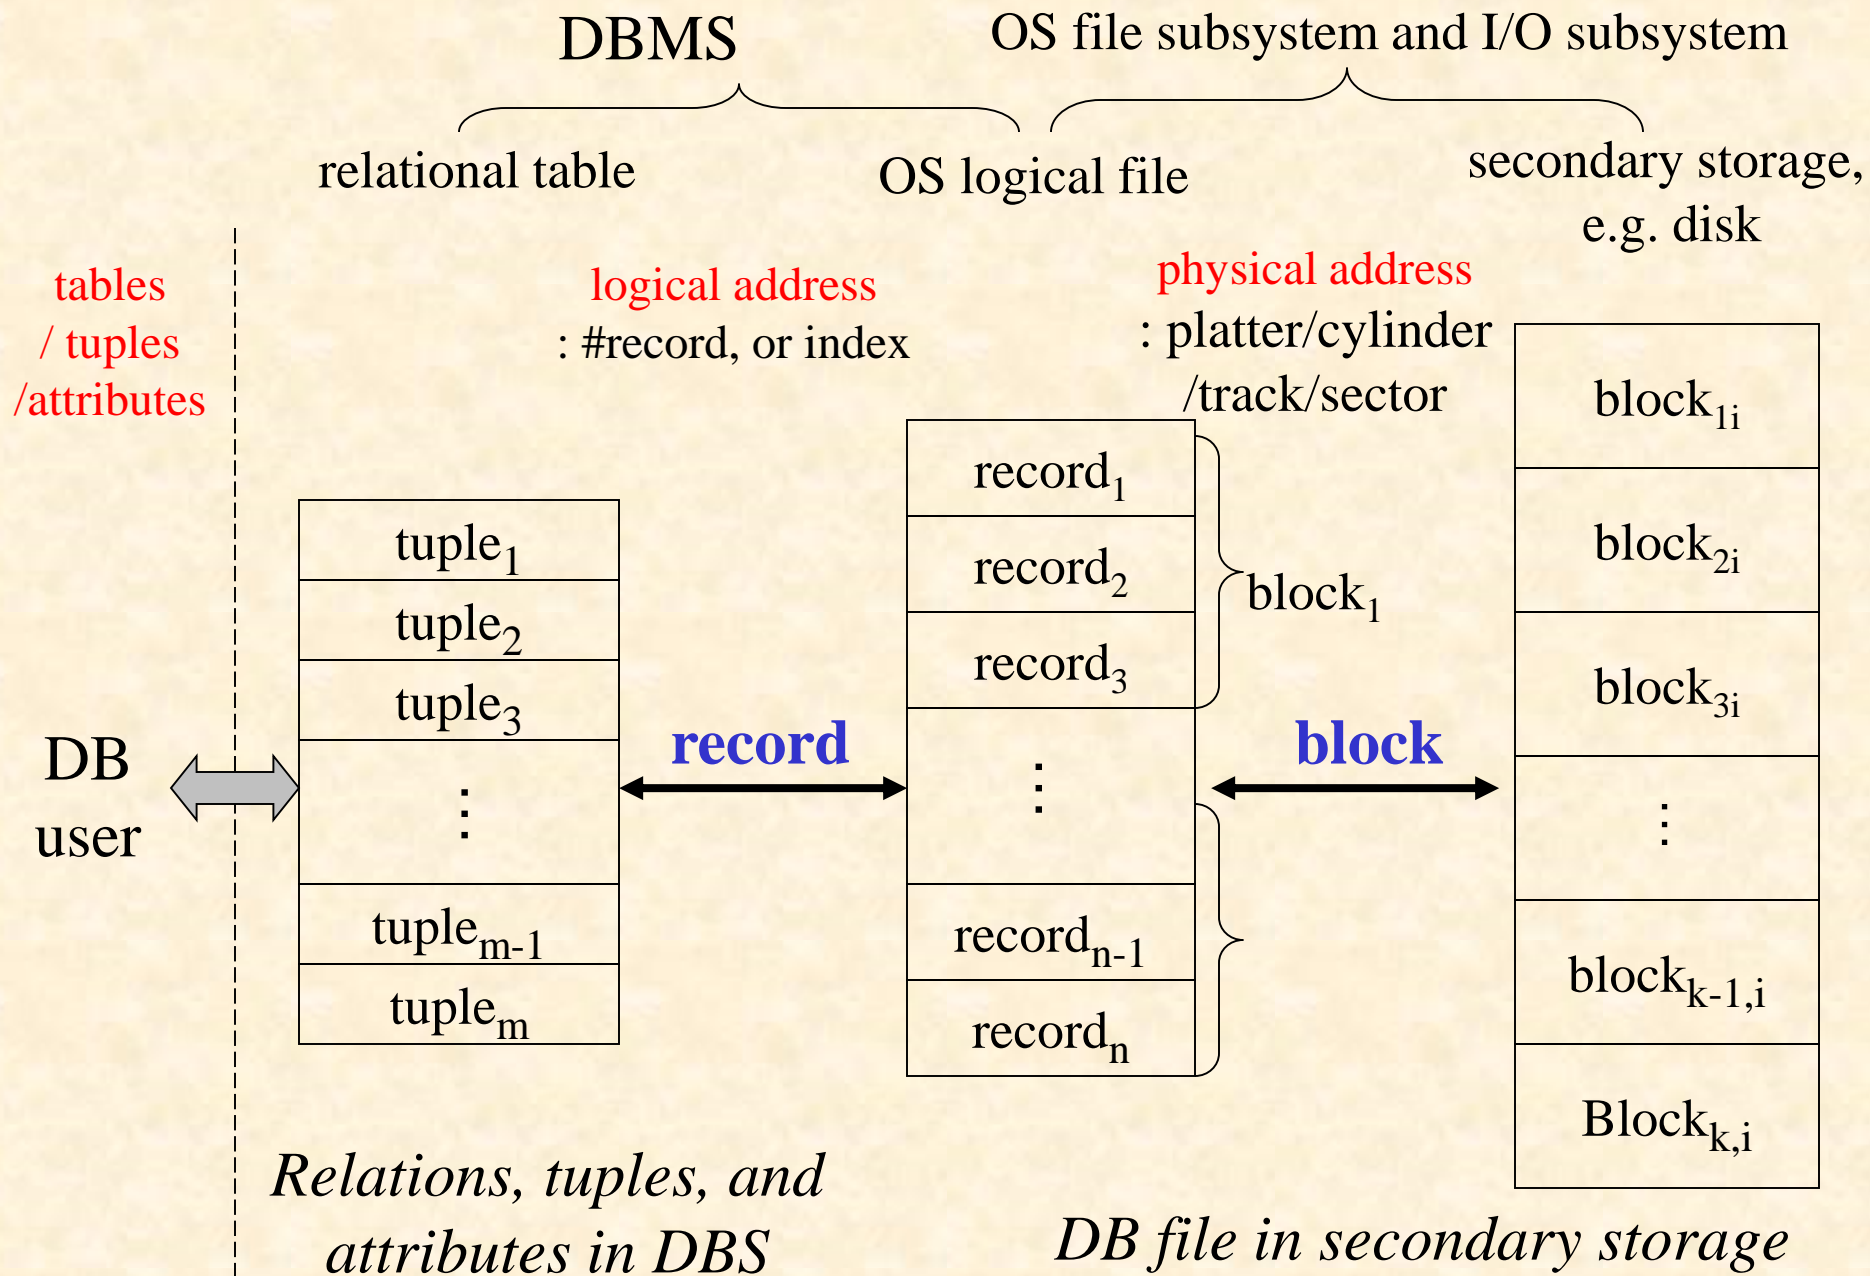 DBMS
OS file subsystem and I/O subsystem
relational table
OS logical file
secondary storage,
e.g. disk
tables
/ tuples
/attributes
logical address
: #record, or index
physical address
: platter/cylinder
/track/sector
DB
user
tuple₁
tuple₂
tuple₃
⋮
tupleₘ₋₁
tupleₘ
record
record₁
record₂
record₃
⋮
recordₙ₋₁
recordₙ
block₁
block
block₁ᵢ
block₂ᵢ
block₃ᵢ
⋮
blockₖ₋₁,ᵢ
Blockₖ,ᵢ
Relations, tuples, and
attributes in DBS
DB file in secondary storage